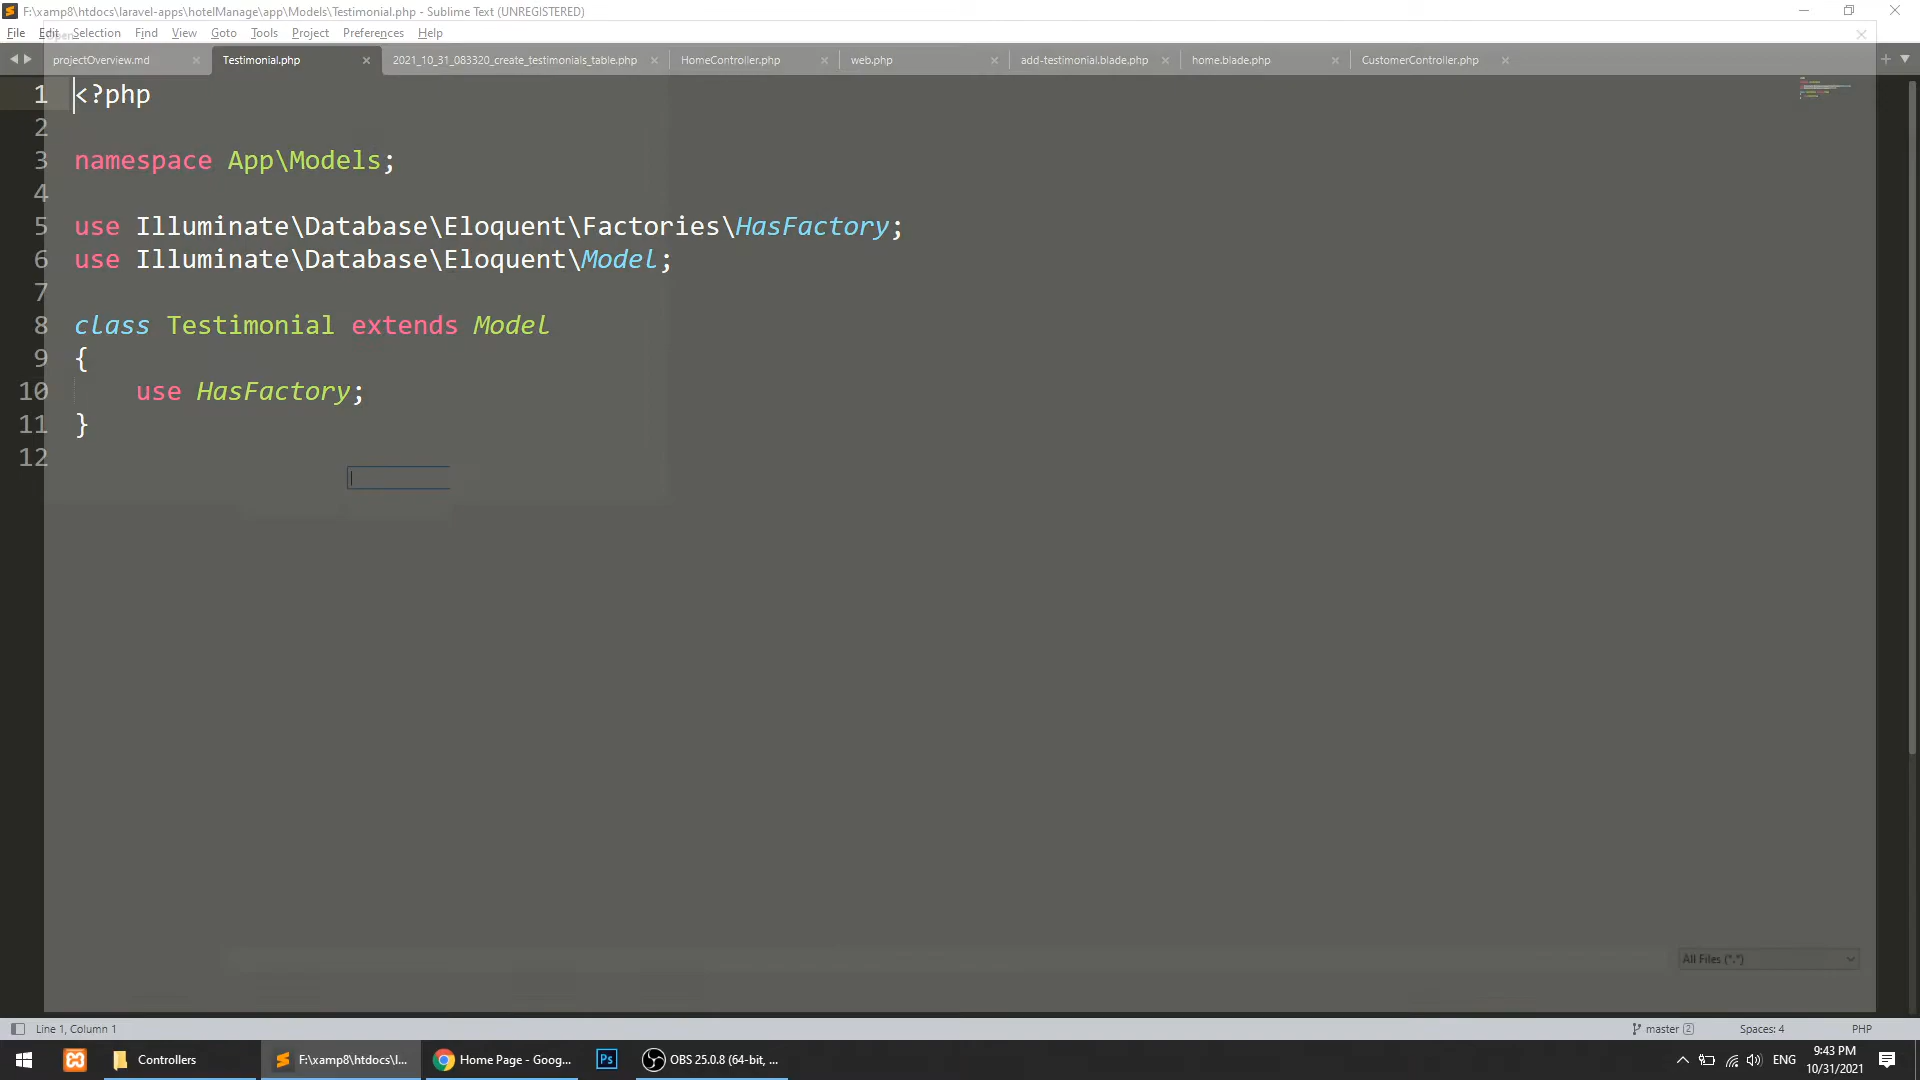 F:\xamp8\htdocs\laravel-apps\hotelManage\app\Models\Testimonial.php - Sublime Text (UNREGISTERED)
File Edit Selection Find View Goto Tools Project Preferences Help
projectOverview.md Testimonial.php 2021_10_31_083320_create_testimonials_table.php HomeController.php web.php add-testimonial.blade.php home.blade.php CustomerController.php
1 <?php
2
3 namespace App\Models;
4
5 use Illuminate\Database\Eloquent\Factories\HasFactory;
6 use Illuminate\Database\Eloquent\Model;
7
8 class Testimonial extends Model
9 {
10 use HasFactory;
11 }
12
All Files (*.*)
Line 1, Column 1 master 2 Spaces: 4 PHP
Controllers F:\xamp8\htdocs\l... Home Page - Goog... Ps OBS 25.0.8 (64-bit, ... ENG 9:43 PM
10/31/2021